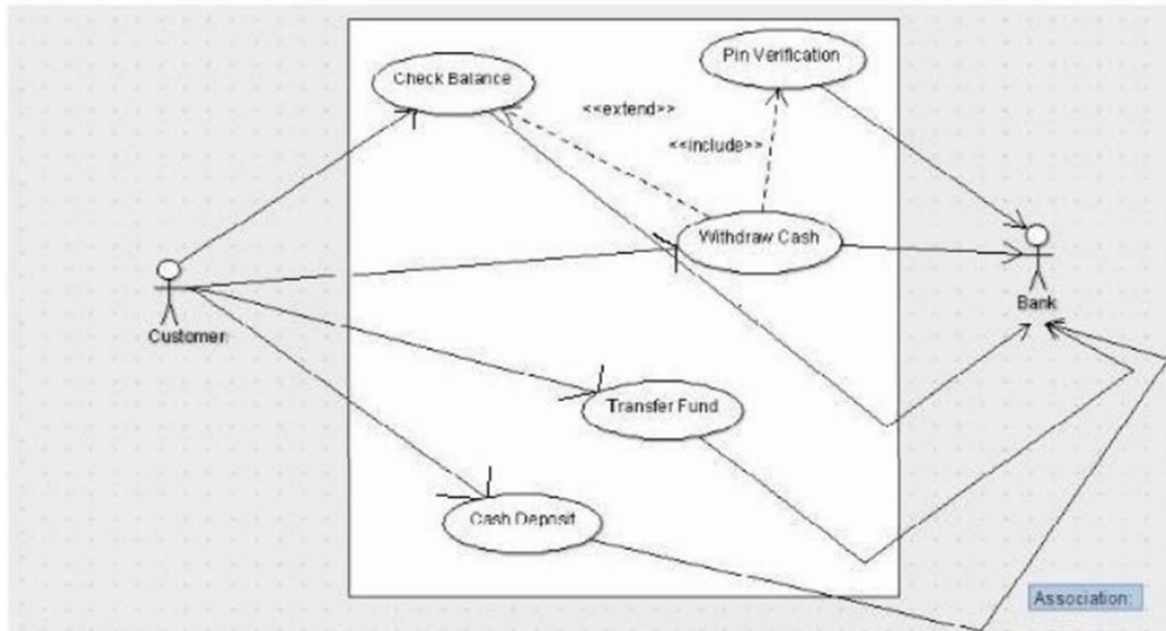 Pin Verification
Check Balance
<<extend>>
<<include>>
Withdraw Cash
Bank
Customer
Transfer Fund
Cash Deposit
Association: